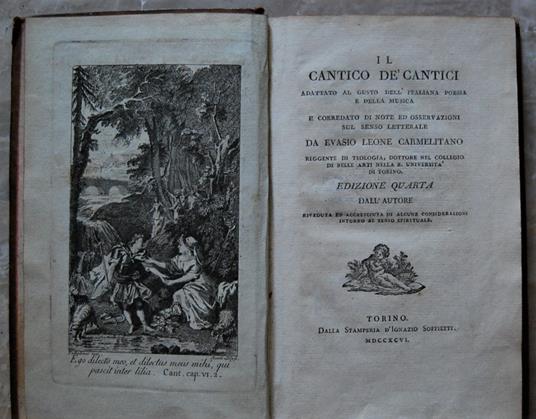 Ego dilecto meo, et dilectus meus mihi, qui
pascit inter lilia. Cant. cap. VI. 2.
IL
CANTICO DE' CANTICI
ADATTATO AL GUSTO DELL' ITALIANA POESIA
E DELLA MUSICA
E CORREDATO DI NOTE ED OSSERVAZIONI
SUL SENSO LETTERALE
DA EVASIO LEONE CARMELITANO
REGGENTE DI TEOLOGIA, DOTTORE NEL COLLEGIO
DI BELLE ARTI NELLA R. UNIVERSITA'
DI TORINO.
EDIZIONE QUARTA
DALL' AUTORE
RIVEDUTA ED ACCRESCIUTA DI ALCUNE CONSIDERAZIONI
INTORNO AL SENSO SPIRITUALE.
TORINO.
DALLA STAMPERIA D'IGNAZIO SOFFIETTI.
MDCCXCVI.